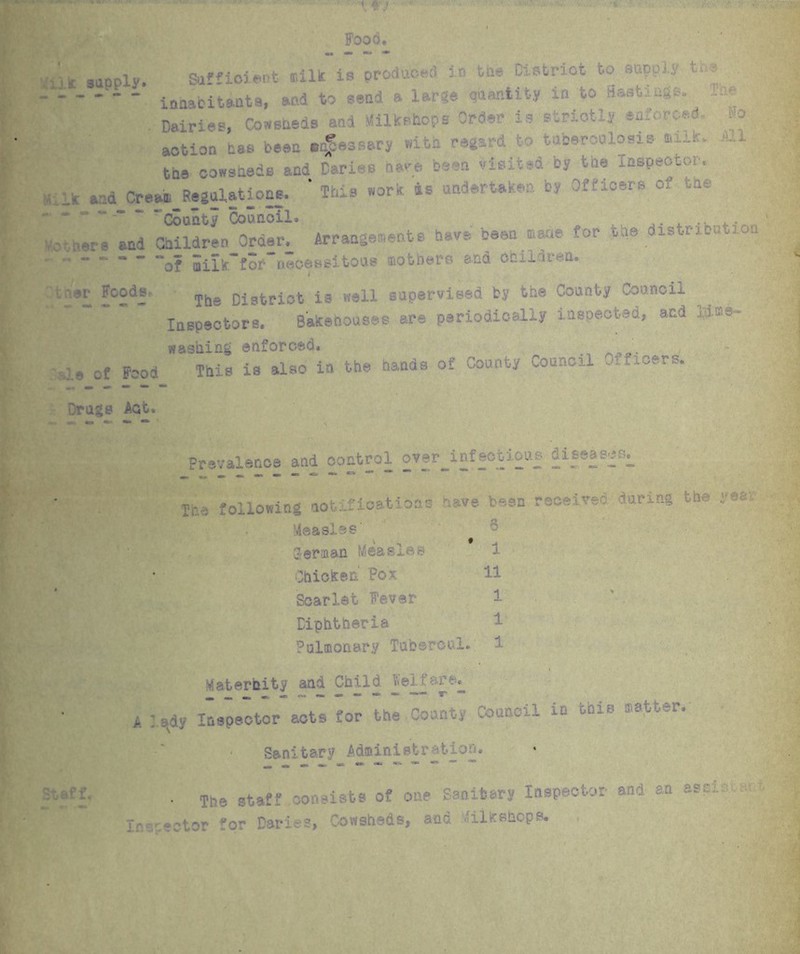 Food.
Milk supply. Sufficient milk is produced in the District to supply the
inhabitants, and to send a large quantity in to Hastings. The
Dairies, Cowsheds and Milkshops Order is strictly enforced. No
action has been necessary with regard to tuberculosis milk. All
the cowsheds and Daries have been visited by the Inspector.
Milk and Cream Regulations. This work is undertaken by Officers of the
County Council.
Mothers and Children Order. Arrangements have been made for the distribution
of milk for necessitous mothers and children.
Other Foods. The District is well supervised by the County Council
Inspectors. Bakehouses are periodically inspected, and lime-
washing enforced.
Sale of Food This is also in the hands of County Council Officers.
Drugs Act.
Prevalence and control over infectious diseases.
The following notifications have been received during the year
Measles 8
German Measles 1
Chicken Pox 11
Scarlet Fever 1
Diphtheria 1
Pulmonary Tubercul. 1
Materbity and Child Welfare.
A lady Inspector acts for the County Council in this matter.
Sanitary Administration.
Staff. The staff consists of one Sanitary Inspector and an assistant
Inspector for Daries, Cowsheds, and Milkshops.